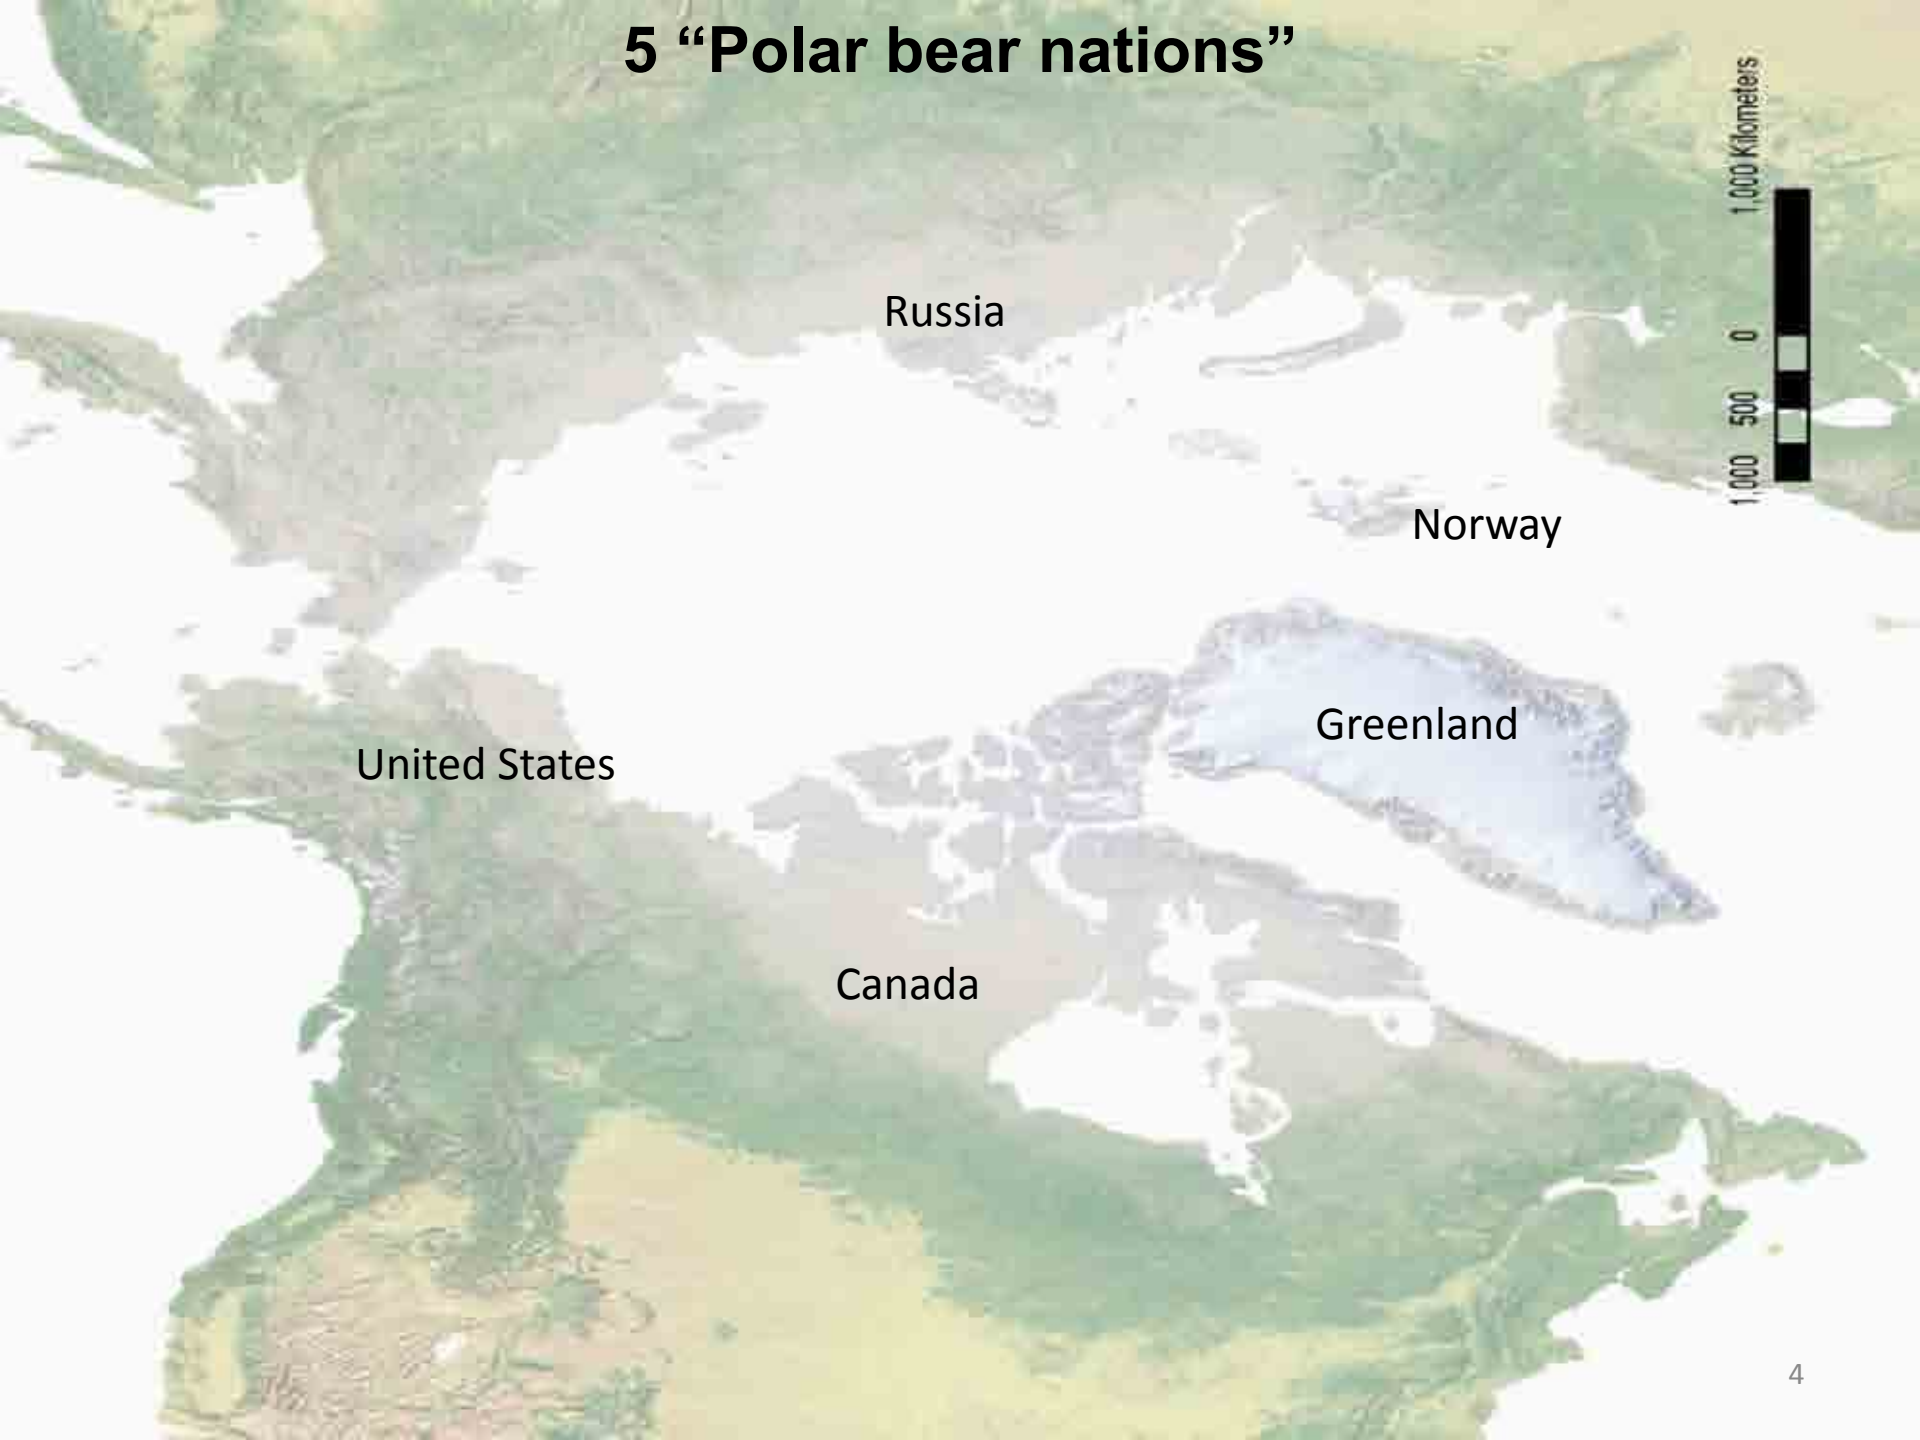 5 “Polar bear nations”
1,000 Kilometers
0
500
1,000
Russia
Norway
Greenland
United States
Canada
4